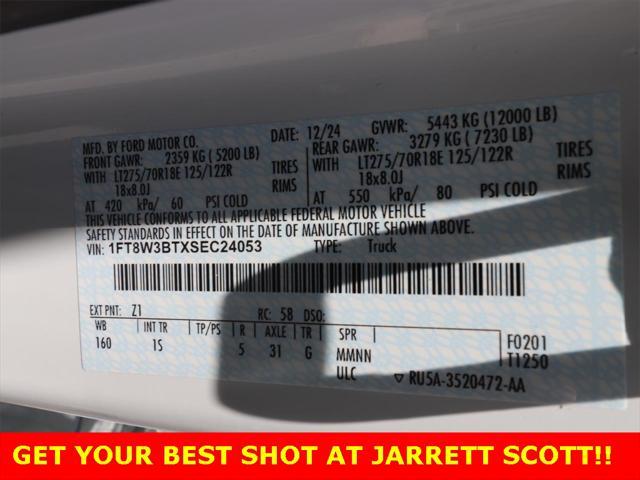 MFD. BY FORD MOTOR CO.
DATE: 12/24 GVWR: 5443 KG (12000 LB)
FRONT GAWR: 2359 KG (5200 LB)
REAR GAWR: 3279 KG (7230 LB)
WITH LT275/70R18E 125/122R TIRES
WITH LT275/70R18E 125/122R TIRES
18x8.0J RIMS
18x8.0J RIMS
AT 420 kPa/ 60 PSI COLD
AT 550 kPa/ 80 PSI COLD
THIS VEHICLE CONFORMS TO ALL APPLICABLE FEDERAL MOTOR VEHICLE
SAFETY STANDARDS IN EFFECT ON THE DATE OF MANUFACTURE SHOWN ABOVE.
VIN: 1FT8W3BTXSEC24053 TYPE: Truck
EXT PNT: Z1 RC: 58 DSO:
WB INT TR TP/PS R AXLE TR SPR
160 1S 5 31 G
F0201
MMNN T1250
ULC RU5A-3520472-AA
GET YOUR BEST SHOT AT JARRETT SCOTT!!